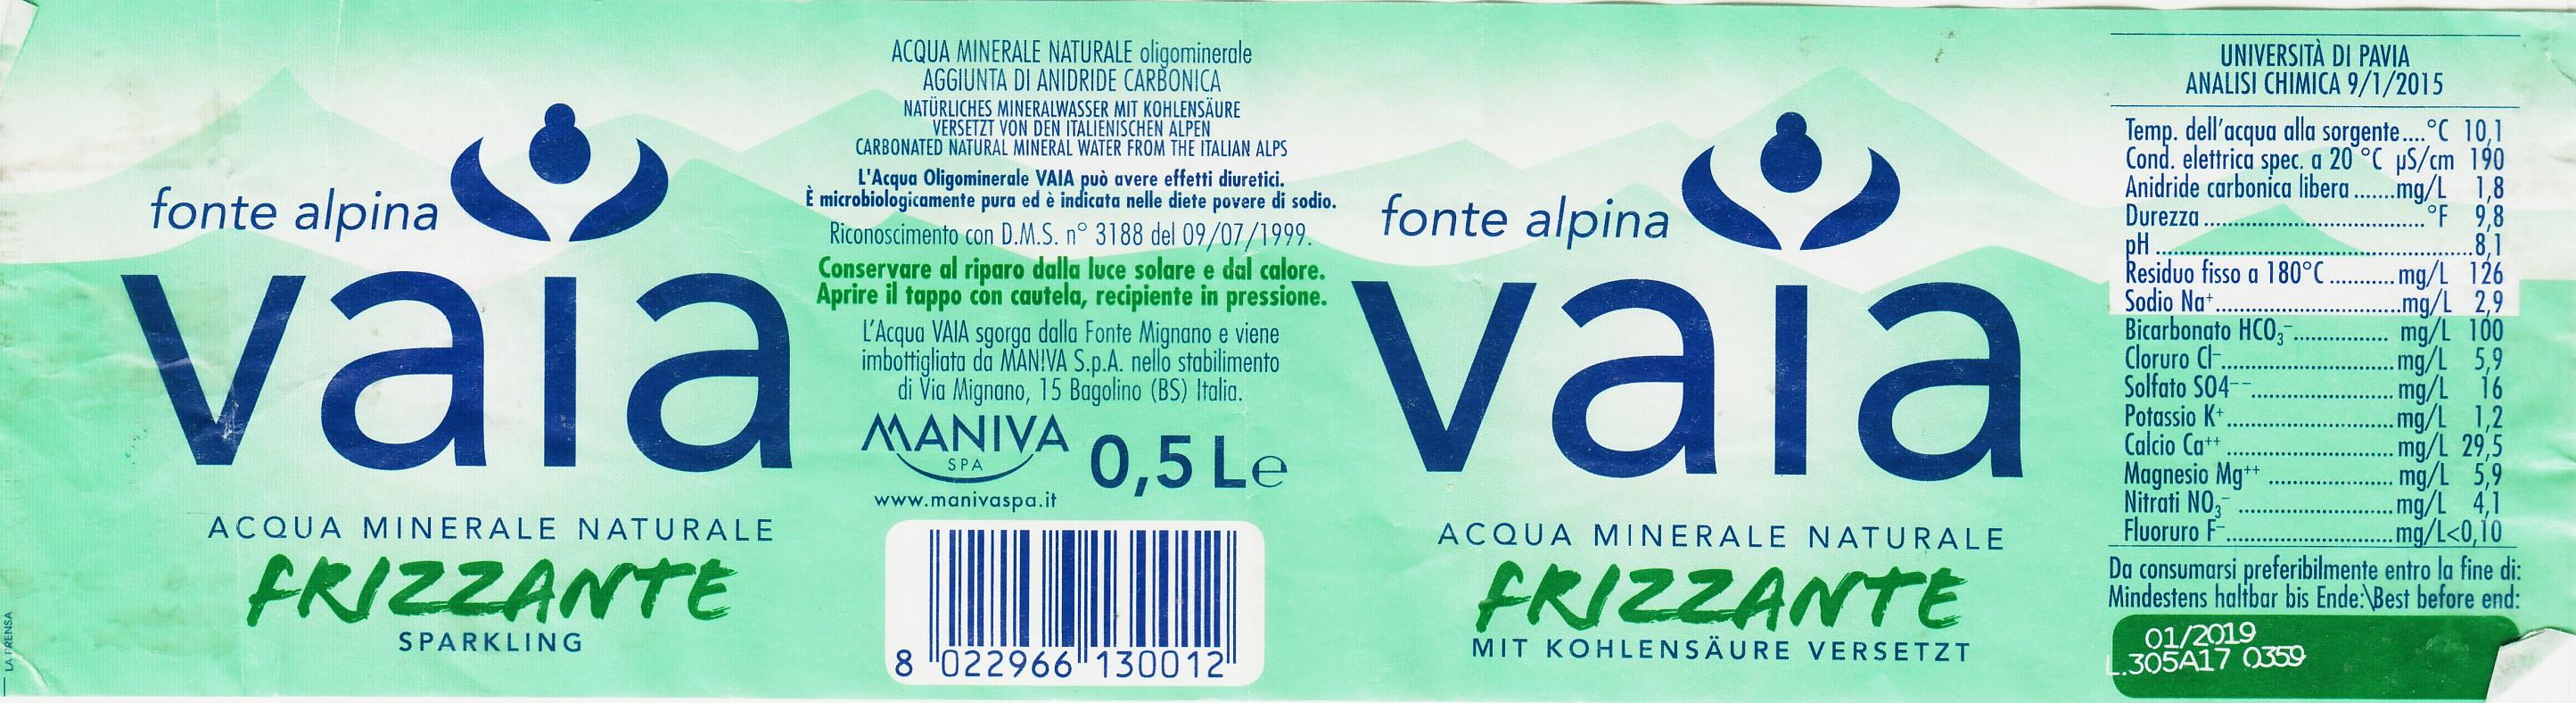 fonte alpina
vaia
ACQUA MINERALE NATURALE
FRIZZANTE
SPARKLING
LA PRENSA
ACQUA MINERALE NATURALE oligominerale
AGGIUNTA DI ANIDRIDE CARBONICA
NATÜRLICHES MINERALWASSER MIT KOHLENSÄURE
VERSETZT VON DEN ITALIENISCHEN ALPEN
CARBONATED NATURAL MINERAL WATER FROM THE ITALIAN ALPS
L'Acqua Oligominerale VAIA può avere effetti diuretici.
È microbiologicamente pura ed è indicata nelle diete povere di sodio.
Riconoscimento con D.M.S. n° 3188 del 09/07/1999.
Conservare al riparo dalla luce solare e dal calore.
Aprire il tappo con cautela, recipiente in pressione.
L'Acqua VAIA sgorga dalla Fonte Mignano e viene
imbottigliata da MANIVA S.p.A. nello stabilimento
di Via Mignano, 15 Bagolino (BS) Italia.
MANIVA
SPA
www.manivaspa.it
0,5 L e
8 022966 130012
fonte alpina
vaia
ACQUA MINERALE NATURALE
FRIZZANTE
MIT KOHLENSÄURE VERSETZT
UNIVERSITÀ DI PAVIA
ANALISI CHIMICA 9/1/2015
Temp. dell'acqua alla sorgente....°C 10,1
Cond. elettrica spec. a 20 °C µS/cm 190
Anidride carbonica libera.......mg/L 1,8
Durezza...................................°F 9,8
pH..................................................8,1
Residuo fisso a 180°C...........mg/L 126
Sodio Na+..............................mg/L 2,9
Bicarbonato HCO3-................ mg/L 100
Cloruro Cl-............................mg/L 5,9
Solfato SO4--.......................mg/L 16
Potassio K+...........................mg/L 1,2
Calcio Ca++...........................mg/L 29,5
Magnesio Mg++....................mg/L 5,9
Nitrati NO3-.........................mg/L 4,1
Fluoruro F-...........................mg/L<0,10
Da consumarsi preferibilmente entro la fine di:
Mindestens haltbar bis Ende:\Best before end:
01/2019
L.305A17 0359